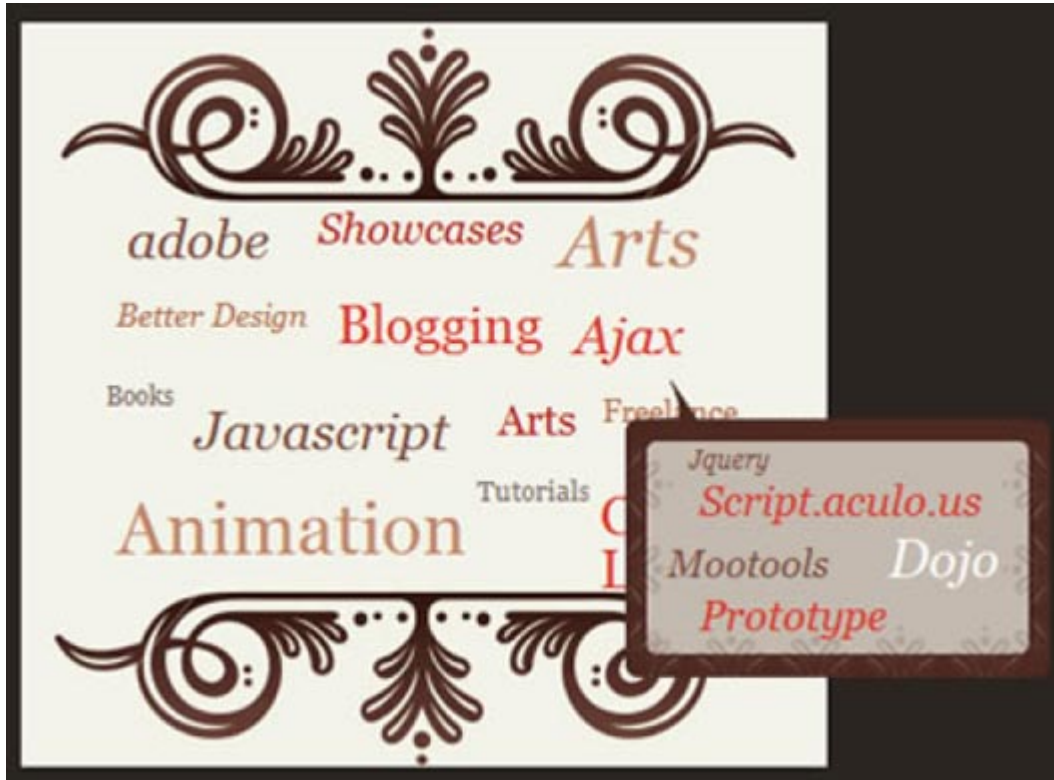 adobe Showcases Arts
Better Design Blogging Ajax
Books Javascript Arts Freelance
Animation Tutorials
Jquery
Script.aculo.us
Mootools Dojo
Prototype